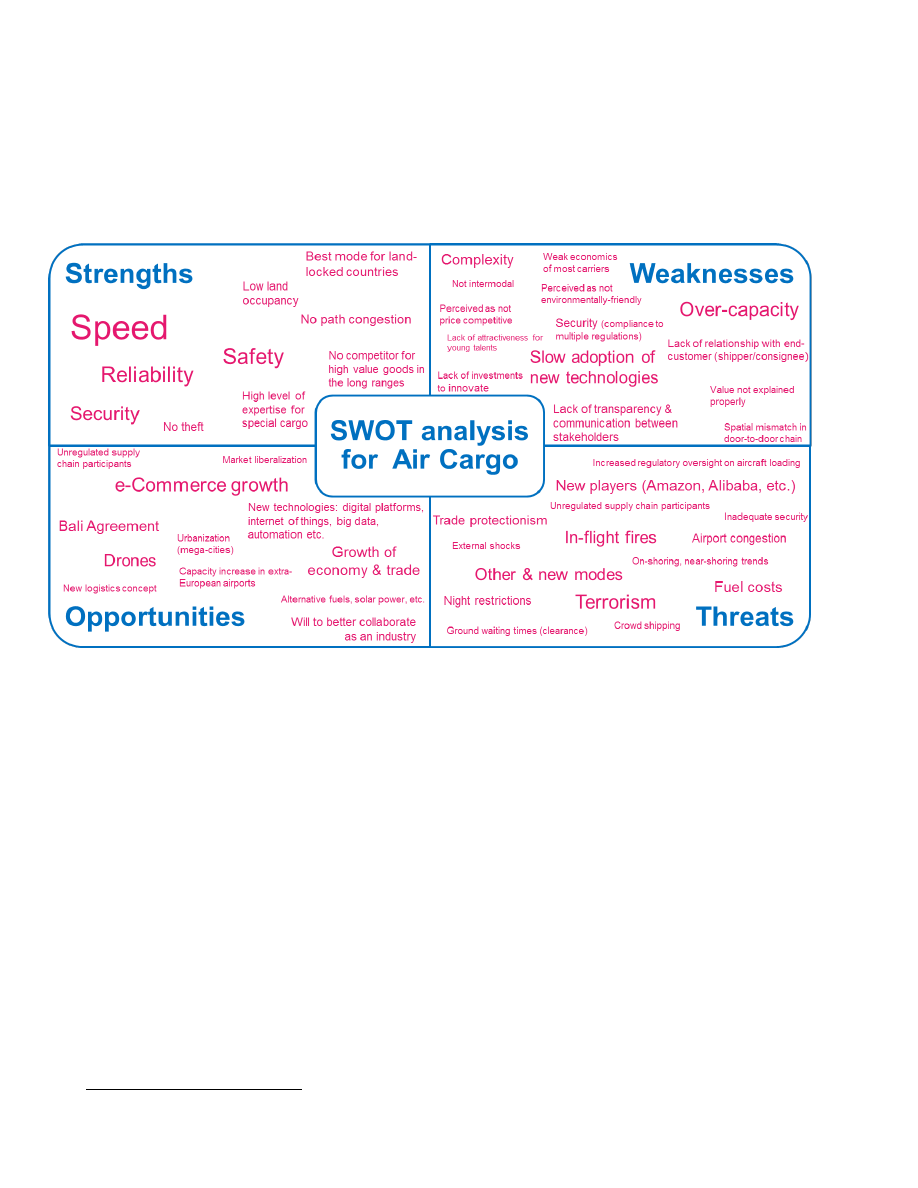 Strengths
Best mode for land-
locked countries
Low land
occupancy
Speed
No path congestion
Safety
No competitor for
high value goods in
the long ranges
Reliability
High level of
expertise for
special cargo
Security
No theft
Weaknesses
Complexity
Weak economics
of most carriers
Not intermodal
Perceived as not
environmentally-friendly
Over-capacity
Perceived as not
price competitive
Security (compliance to
multiple regulations)
Lack of attractiveness for
young talents
Lack of relationship with end-
customer (shipper/consignee)
Slow adoption of
new technologies
Lack of investments
to innovate
Value not explained
properly
Lack of transparency &
communication between
stakeholders
Spatial mismatch in
door-to-door chain
SWOT analysis
for Air Cargo
Unregulated supply
chain participants
Market liberalization
e-Commerce growth
New technologies: digital platforms,
internet of things, big data,
automation etc.
Bali Agreement
Urbanization
(mega-cities)
Drones
Growth of
economy & trade
Capacity increase in extra-
European airports
New logistics concept
Alternative fuels, solar power, etc.
Opportunities
Will to better collaborate
as an industry
Increased regulatory oversight on aircraft loading
New players (Amazon, Alibaba, etc.)
Unregulated supply chain participants
Trade protectionism
Inadequate security
In-flight fires
Airport congestion
External shocks
On-shoring, near-shoring trends
Other & new modes
Fuel costs
Night restrictions
Terrorism
Threats
Ground waiting times (clearance)
Crowd shipping